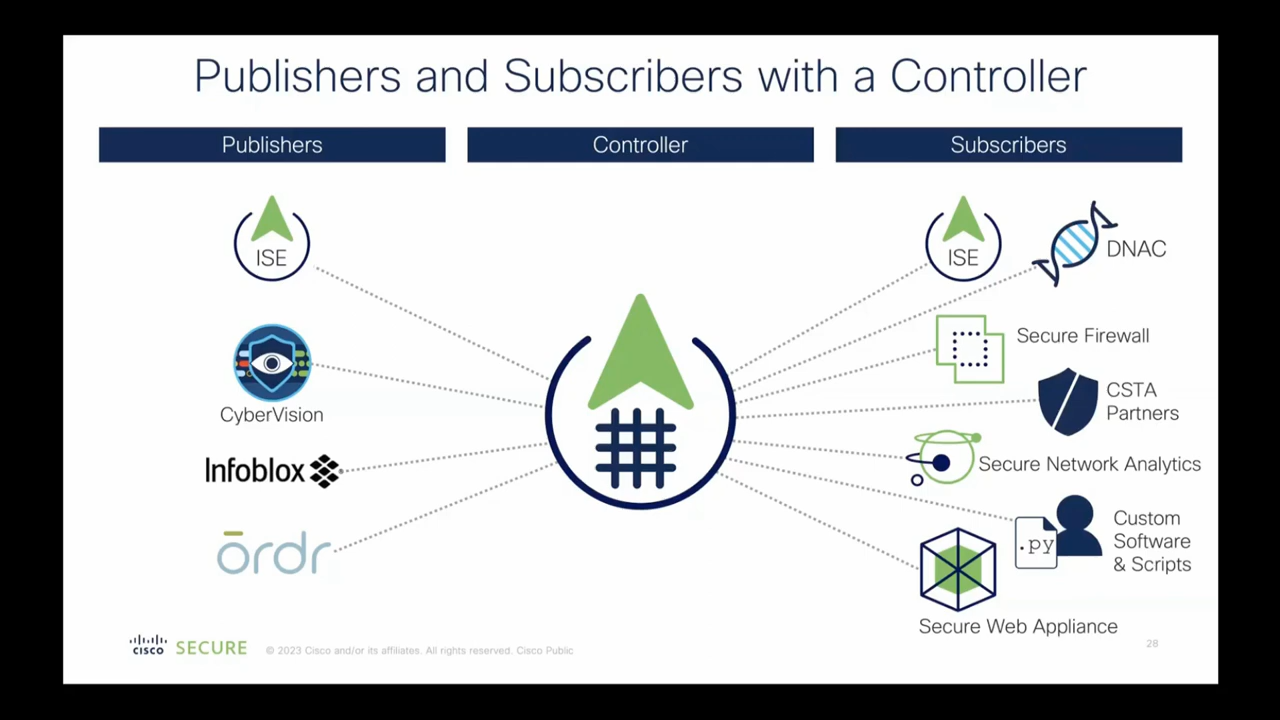 Publishers and Subscribers with a Controller
Publishers
Controller
Subscribers
ISE
CyberVision
Infoblox
ordr
ISE
DNAC
Secure Firewall
CSTA
Partners
Secure Network Analytics
.py
Custom
Software
& Scripts
Secure Web Appliance
cisco SECURE
© 2023 Cisco and/or its affiliates. All rights reserved. Cisco Public
28